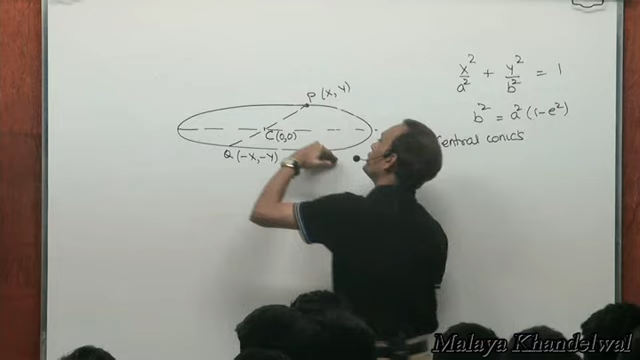 P (x, y)
C(0,0)
Q (-x, -y)
x²/a² + y²/b² = 1
b² = a² (1-e²)
Central conics
Malaya Khandelwal